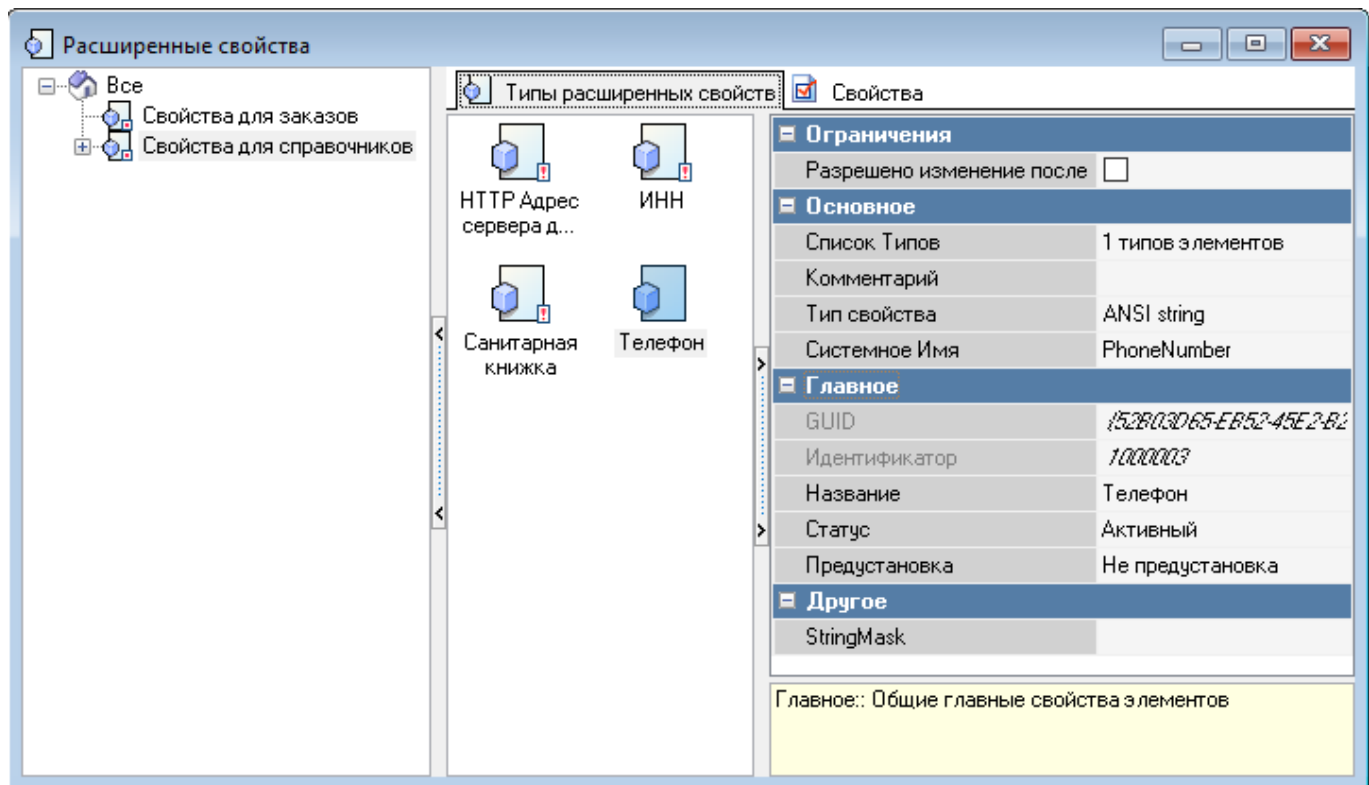 Расширенные свойства
Все
Свойства для заказов
Свойства для справочников
Типы расширенных свойств
Свойства
HTTP Адрес
сервера д...
ИНН
Санитарная
книжка
Телефон
Ограничения
Разрешено изменение после
Основное
Список Типов 1 типов элементов
Комментарий
Тип свойства ANSI string
Системное Имя PhoneNumber
Главное
GUID {52B03D65-EB52-45E2-B2
Идентификатор 1000003
Название Телефон
Статус Активный
Предустановка Не предустановка
Другое
StringMask
Главное:: Общие главные свойства элементов